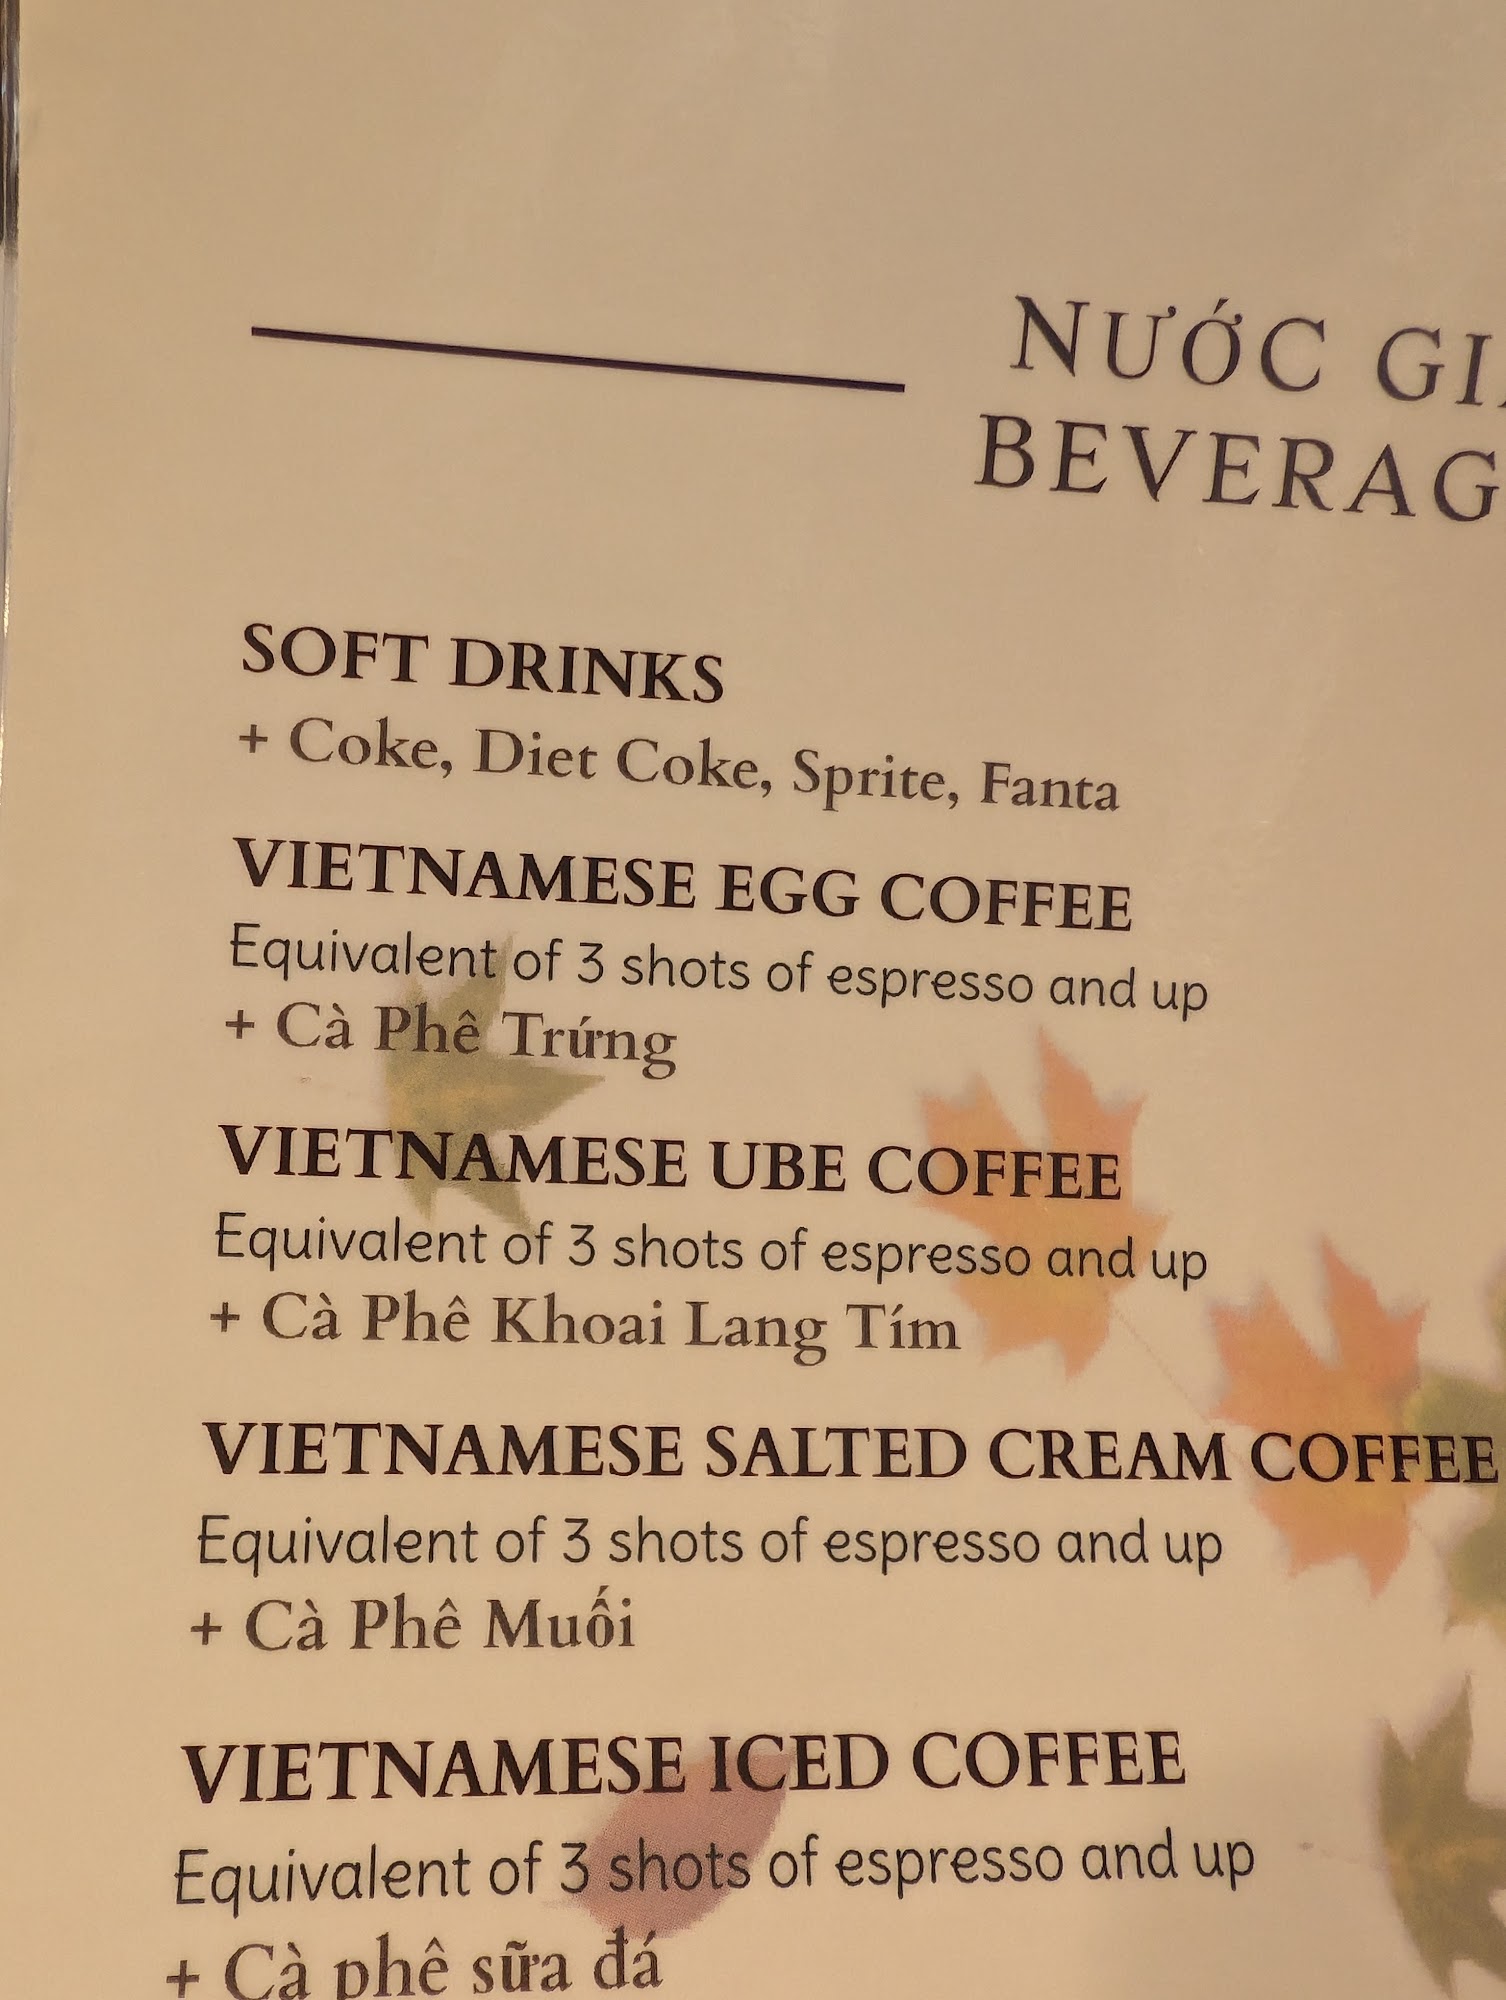 NƯỚC GI
BEVERAG
SOFT DRINKS
+ Coke, Diet Coke, Sprite, Fanta
VIETNAMESE EGG COFFEE
Equivalent of 3 shots of espresso and up
+ Cà Phê Trứng
VIETNAMESE UBE COFFEE
Equivalent of 3 shots of espresso and up
+ Cà Phê Khoai Lang Tím
VIETNAMESE SALTED CREAM COFFEE
Equivalent of 3 shots of espresso and up
+ Cà Phê Muối
VIETNAMESE ICED COFFEE
Equivalent of 3 shots of espresso and up
+ Cà phê sữa đá